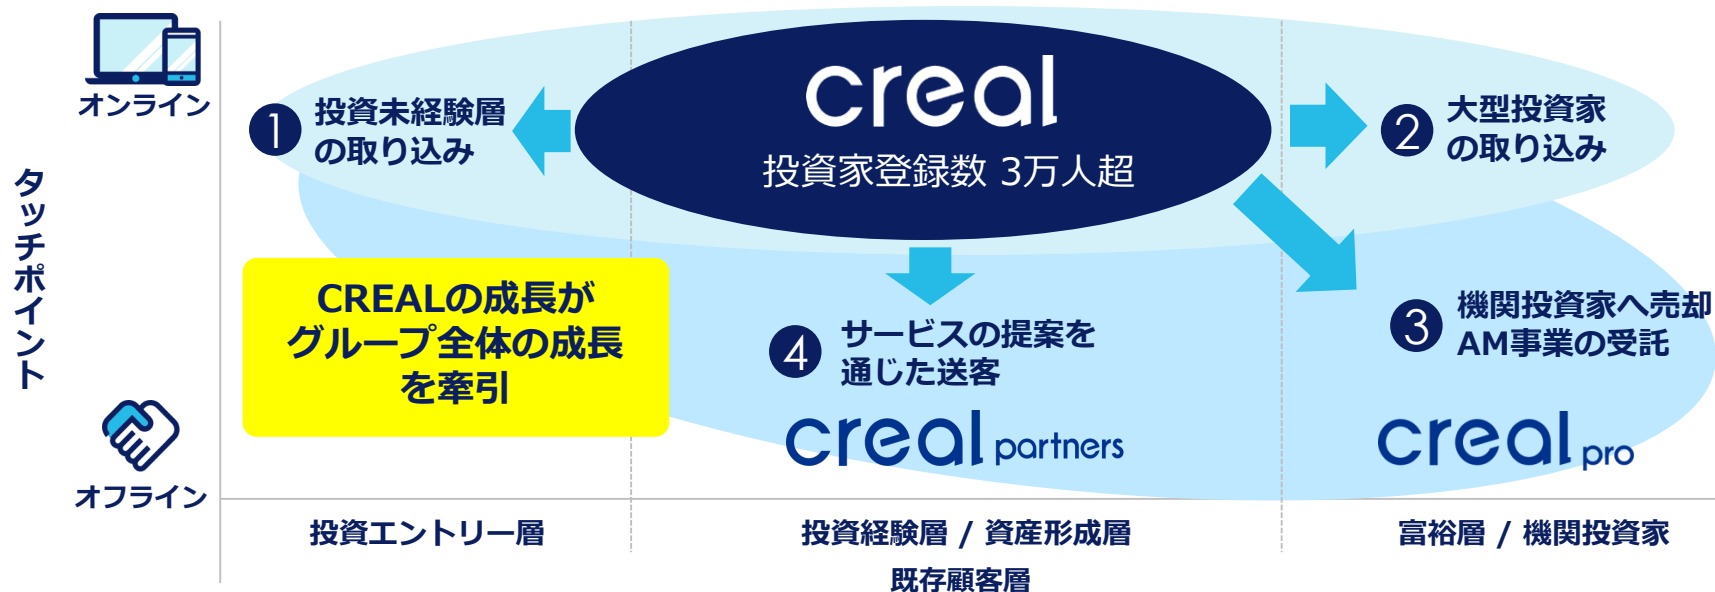 オンライン
タッチポイント
オフライン
creal
投資家登録数 3万人超
1
投資未経験層
の取り込み
2
大型投資家
の取り込み
CREALの成長が
グループ全体の成長
を牽引
4
サービスの提案を
通じた送客
creal partners
3
機関投資家へ売却
AM事業の受託
creal pro
投資エントリー層
投資経験層 / 資産形成層
既存顧客層
富裕層 / 機関投資家